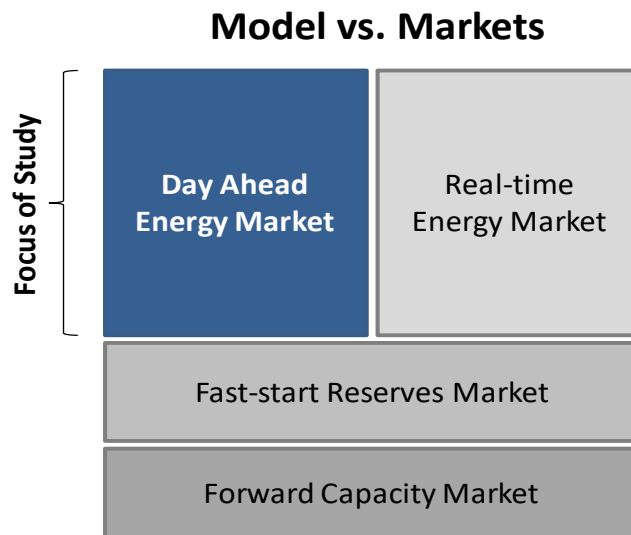 Model vs. Markets
Focus of Study
Day Ahead
Energy Market
Real-time
Energy Market
Fast-start Reserves Market
Forward Capacity Market